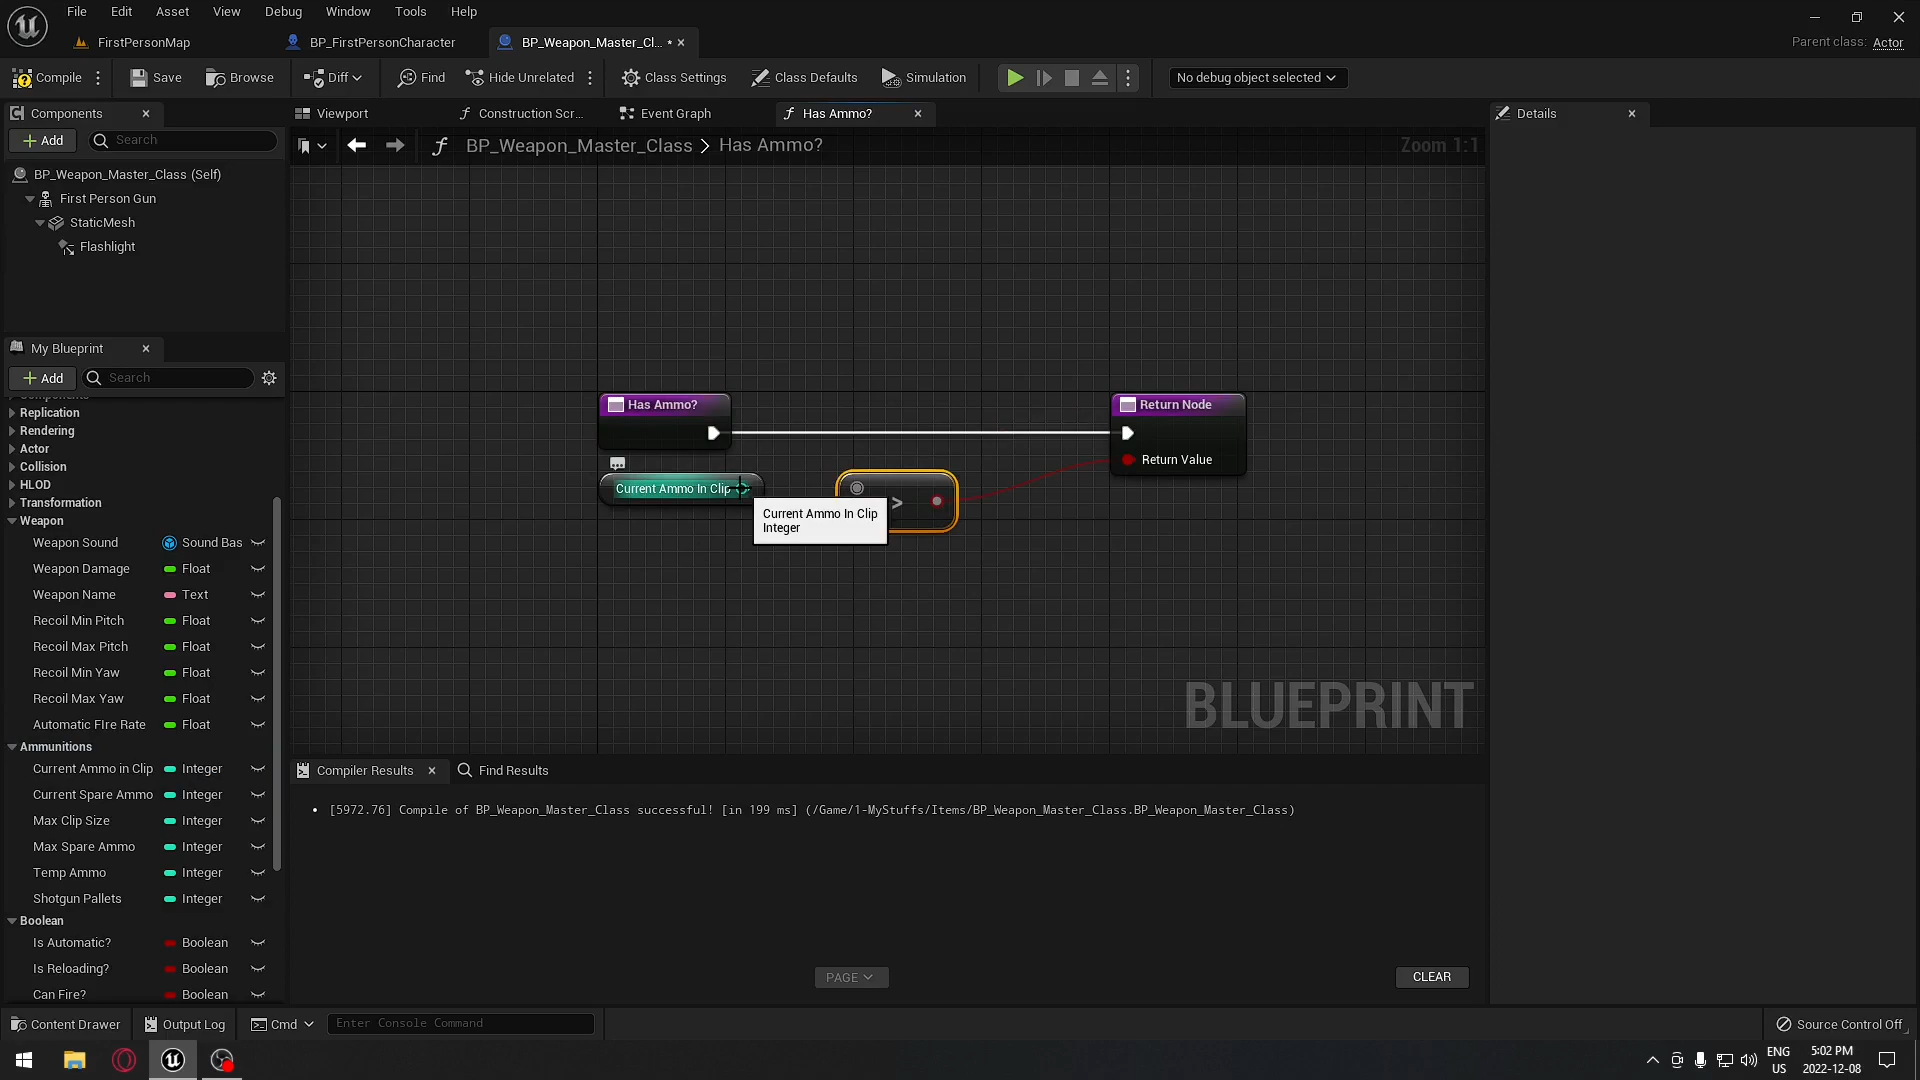 File Edit Asset View Window Debug Window Tools Help
FirstPersonMap
BP_FirstPersonCharacter
BP_Weapon_Master_Cl...
Parent class: Actor
Compile
Save
Browse
Diff
Find
Hide Unrelated
Class Settings
Class Defaults
Simulation
No debug object selected
Components
Add
Search
BP_Weapon_Master_Class (Self)
First Person Gun
StaticMesh
Flashlight
My Blueprint
Add
Search
Components
Replication
Rendering
Actor
Collision
HLOD
Transformation
Weapon
Weapon Sound Sound Bas
Weapon Damage Float
Weapon Name Text
Recoil Min Pitch Float
Recoil Max Pitch Float
Recoil Min Yaw Float
Recoil Max Yaw Float
Automatic FIre Rate Float
Ammunitions
Current Ammo in Clip Integer
Current Spare Ammo Integer
Max Clip Size Integer
Max Spare Ammo Integer
Temp Ammo Integer
Shotgun Pallets Integer
Boolean
Is Automatic? Boolean
Is Reloading? Boolean
Can Fire? Boolean
Viewport
Construction Scr...
Event Graph
Has Ammo?
BP_Weapon_Master_Class > Has Ammo?
Zoom 1:1
Has Ammo?
Current Ammo In Clip
Current Ammo In Clip
Integer
>
Return Node
Return Value
BLUEPRINT
Compiler Results
Find Results
• [5972.76] Compile of BP_Weapon_Master_Class successful! [in 199 ms] (/Game/1-MyStuffs/Items/BP_Weapon_Master_Class.BP_Weapon_Master_Class)
PAGE
CLEAR
Details
Content Drawer
Output Log
Cmd
Enter Console Command
Source Control Off
ENG
US
5:02 PM
2022-12-08